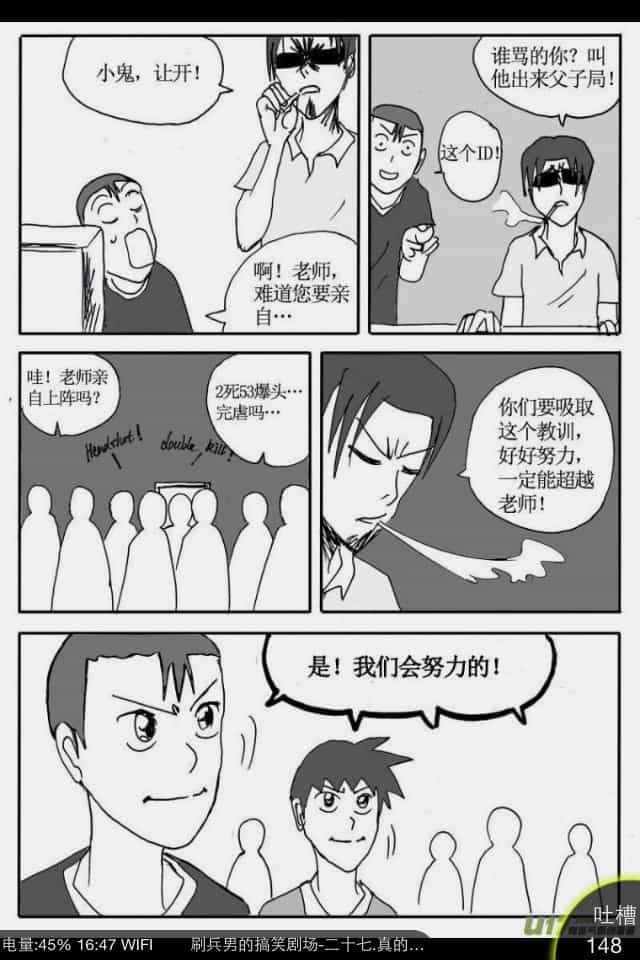 小鬼，让开！
啊！老师，
难道您要亲
自…
谁骂的你？叫
他出来父子局！
这个ID！
哇！老师亲
自上阵吗？
2死53爆头…
完虐吗…
Headshot！
double kill！
你们要吸取
这个教训，
好好努力，
一定能超越
老师！
是！我们会努力的！
吐槽
电量:45% 16:47 WIFI
刷兵男的搞笑剧场-二十七.真的…
148